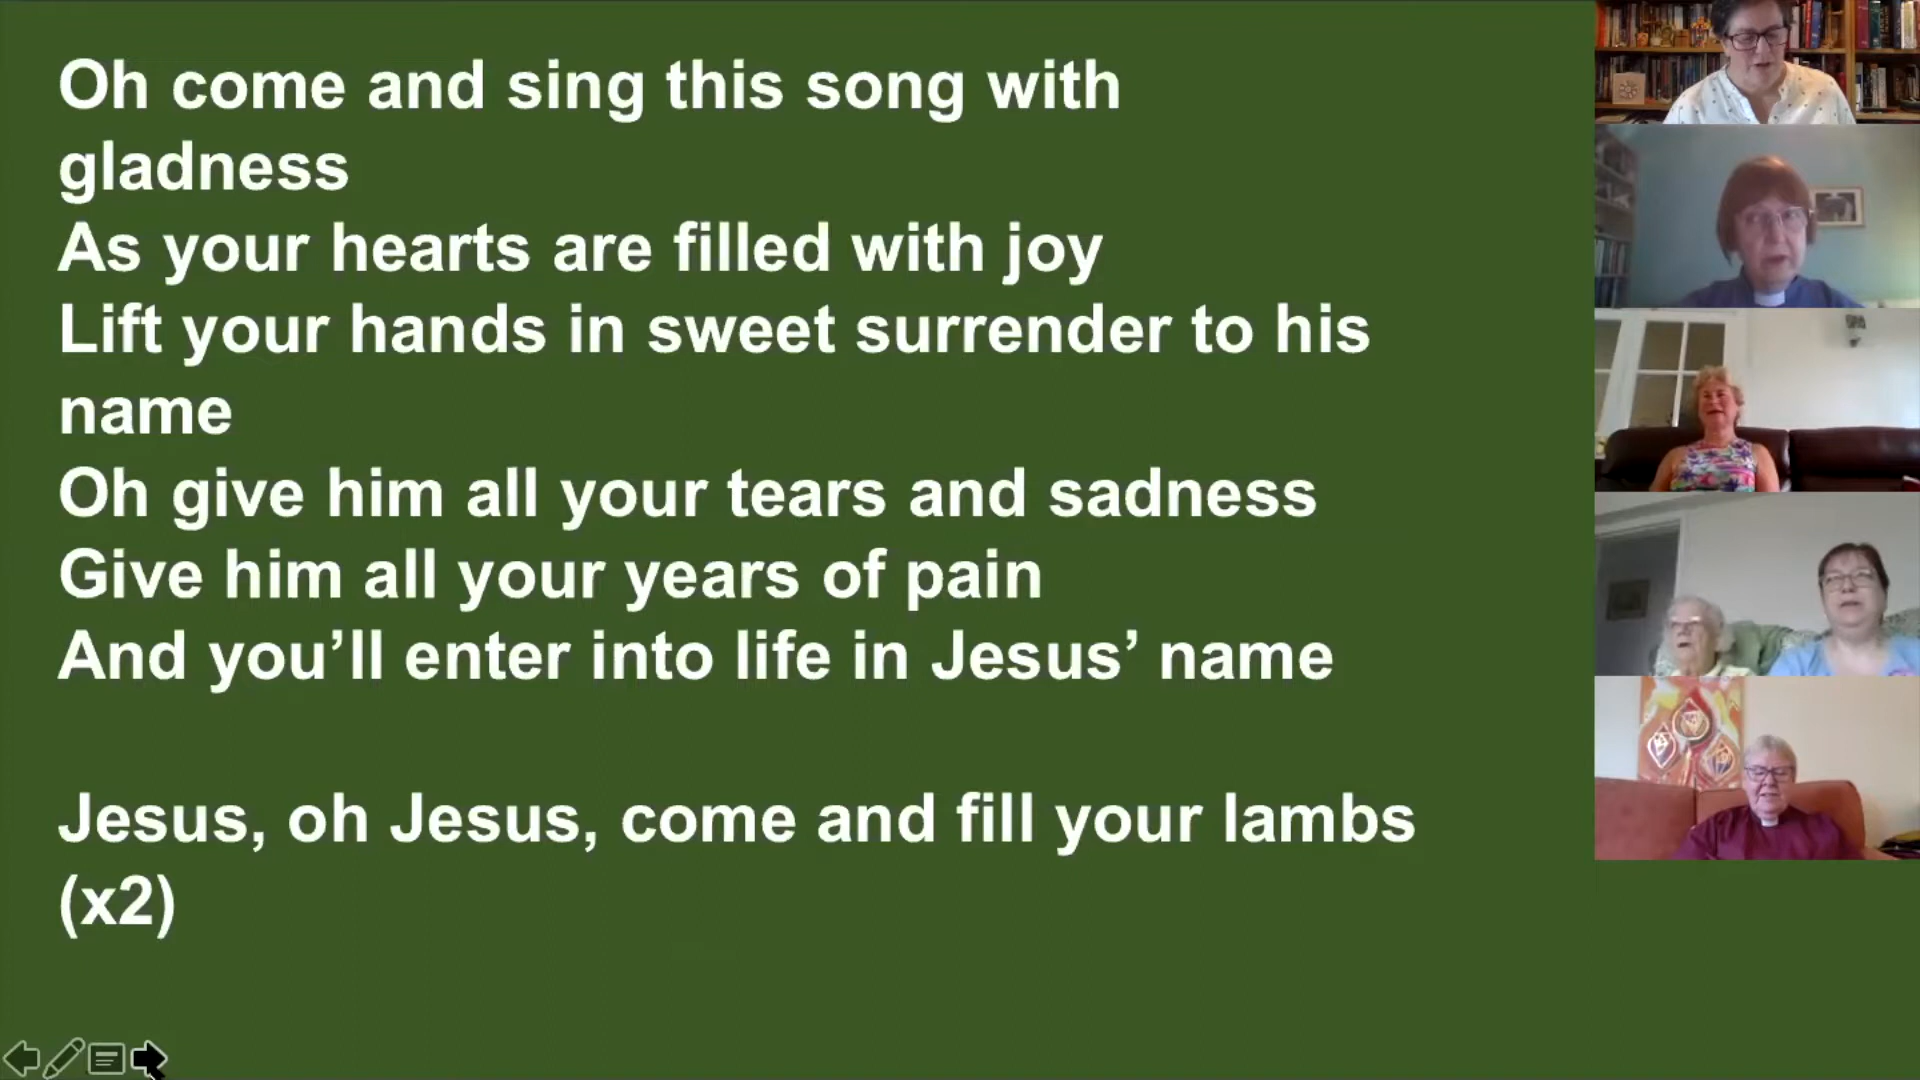 Oh come and sing this song with
gladness
As your hearts are filled with joy
Lift your hands in sweet surrender to his
name
Oh give him all your tears and sadness
Give him all your years of pain
And you’ll enter into life in Jesus’ name
Jesus, oh Jesus, come and fill your lambs
(x2)